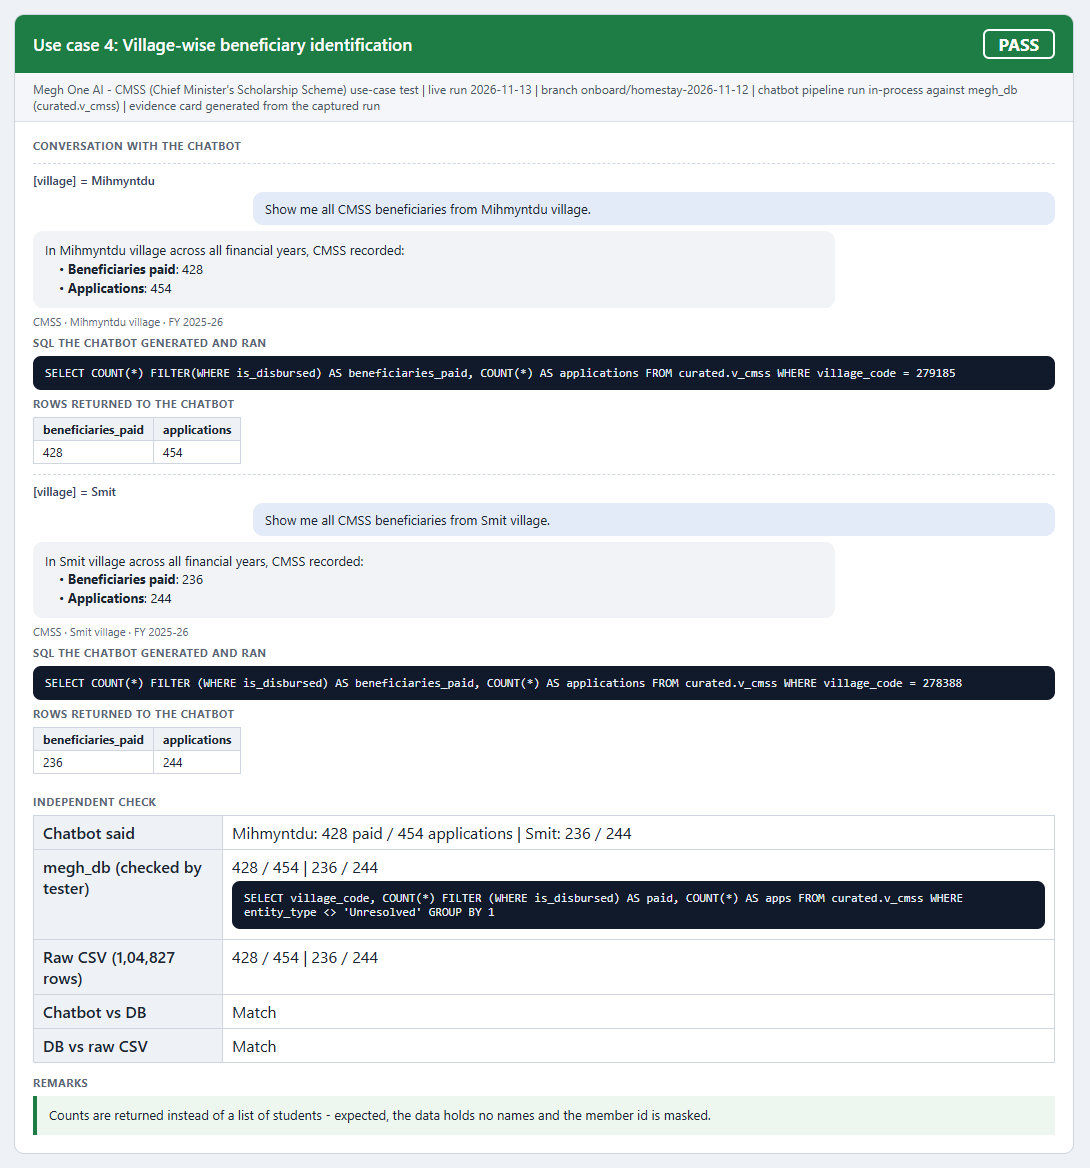 Use case 4: Village-wise beneficiary identification
PASS
Megh One AI - CMSS (Chief Minister's Scholarship Scheme) use-case test | live run 2026-11-13 | branch onboard/homestay-2026-11-12 | chatbot pipeline run in-process against megh_db
(curated.v_cmss) | evidence card generated from the captured run
CONVERSATION WITH THE CHATBOT
[village] = Mihmyntdu
Show me all CMSS beneficiaries from Mihmyntdu village.
In Mihmyntdu village across all financial years, CMSS recorded:
• Beneficiaries paid: 428
• Applications: 454
CMSS · Mihmyntdu village · FY 2025-26
SQL THE CHATBOT GENERATED AND RAN
SELECT COUNT(*) FILTER(WHERE is_disbursed) AS beneficiaries_paid, COUNT(*) AS applications FROM curated.v_cmss WHERE village_code = 279185
ROWS RETURNED TO THE CHATBOT
beneficiaries_paid applications
428 454
[village] = Smit
Show me all CMSS beneficiaries from Smit village.
In Smit village across all financial years, CMSS recorded:
• Beneficiaries paid: 236
• Applications: 244
CMSS · Smit village · FY 2025-26
SQL THE CHATBOT GENERATED AND RAN
SELECT COUNT(*) FILTER (WHERE is_disbursed) AS beneficiaries_paid, COUNT(*) AS applications FROM curated.v_cmss WHERE village_code = 278388
ROWS RETURNED TO THE CHATBOT
beneficiaries_paid applications
236 244
INDEPENDENT CHECK
Chatbot said Mihmyntdu: 428 paid / 454 applications | Smit: 236 / 244
megh_db (checked by tester) 428 / 454 | 236 / 244
SELECT village_code, COUNT(*) FILTER (WHERE is_disbursed) AS paid, COUNT(*) AS apps FROM curated.v_cmss WHERE
entity_type <> 'Unresolved' GROUP BY 1
Raw CSV (1,04,827 rows) 428 / 454 | 236 / 244
Chatbot vs DB Match
DB vs raw CSV Match
REMARKS
Counts are returned instead of a list of students - expected, the data holds no names and the member id is masked.